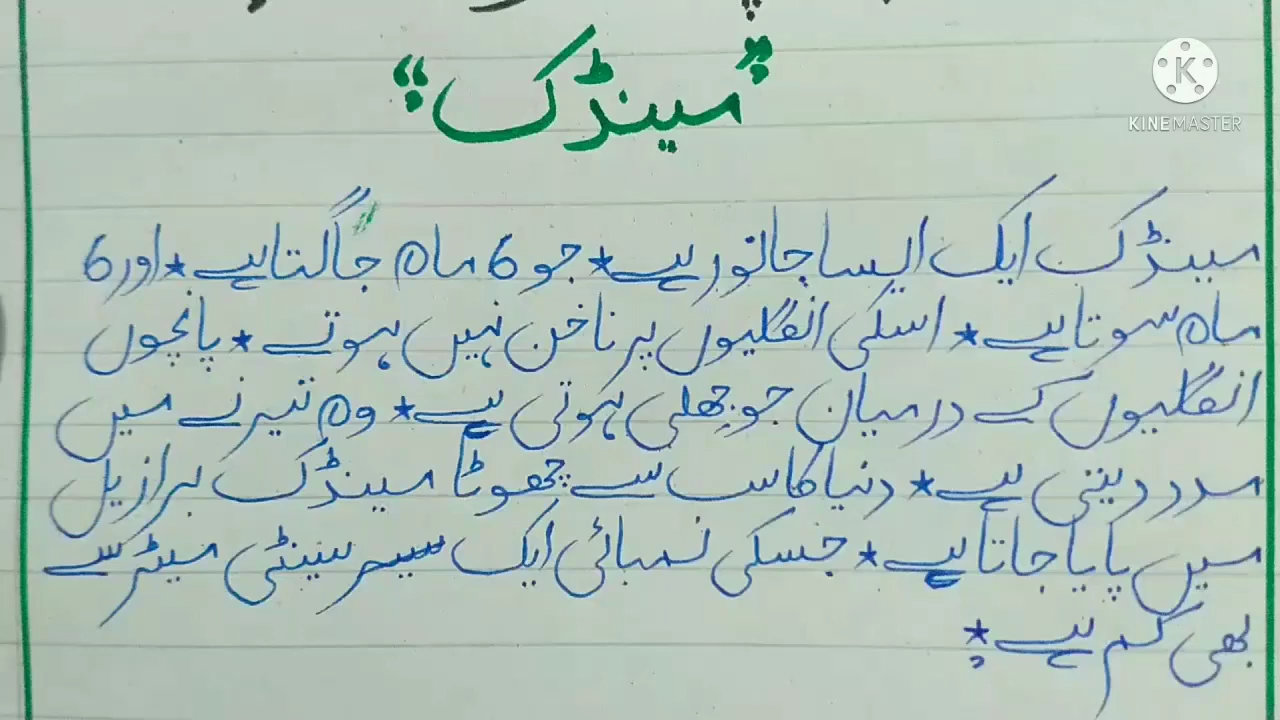 "مینڈک"
KINEMASTER
مینڈک ایک ایسا جانور ہے٭ جو 6 ماہ جاگتا ہے٭ اور 6
ماہ سوتا ہے٭ اسکی انگلیوں پر ناخن نہیں ہوتے٭ پانچوں
انگلیوں کے درمیان جو جھلی ہوتی ہے٭ وہ تیرنے میں
مدد دیتی ہے٭ دنیا کا سب سے چھوٹا مینڈک برازیل
میں پایا جاتا ہے٭ جسکی لمبائی ایک سینٹی میٹر سے
بھی کم ہے٭